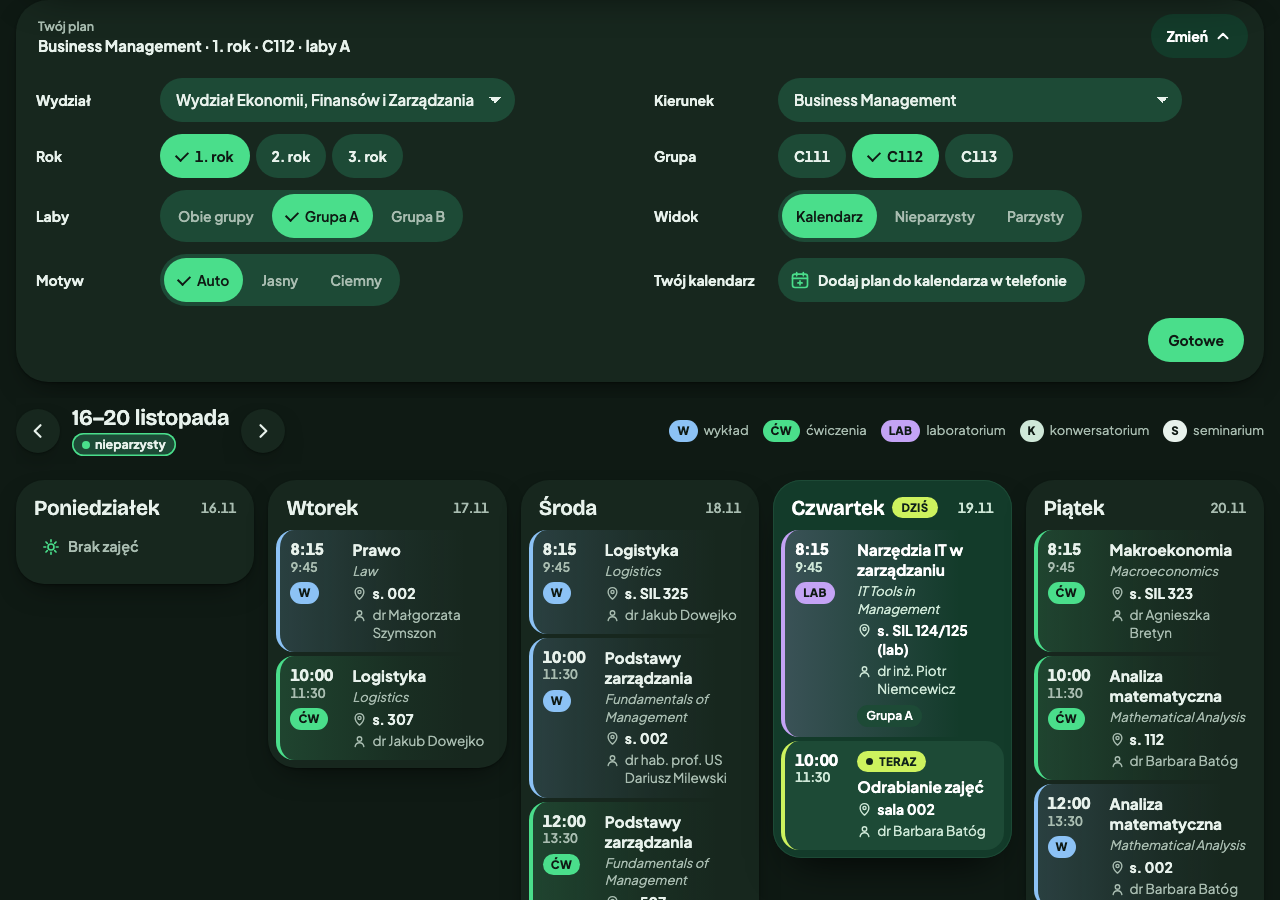 Twój plan
Business Management · 1. rok · C112 · laby A
Zmień
Wydział
Wydział Ekonomii, Finansów i Zarządzania
Kierunek
Business Management
Rok
1. rok
2. rok
3. rok
Grupa
C111
C112
C113
Laby
Obie grupy
Grupa A
Grupa B
Widok
Kalendarz
Nieparzysty
Parzysty
Motyw
Auto
Jasny
Ciemny
Twój kalendarz
Dodaj plan do kalendarza w telefonie
Gotowe
16–20 listopada
nieparzysty
W wykład
ĆW ćwiczenia
LAB laboratorium
K konwersatorium
S seminarium
Poniedziałek 16.11
Brak zajęć
Wtorek 17.11
8:15
9:45
W
Prawo
Law
s. 002
dr Małgorzata
Szymson
10:00
11:30
ĆW
Logistyka
Logistics
s. 307
dr Jakub Dowejko
Środa 18.11
8:15
9:45
W
Logistyka
Logistics
s. SIL 325
dr Jakub Dowejko
10:00
11:30
W
Podstawy
zarządzania
Fundamentals of
Management
s. 002
dr hab. prof. US
Dariusz Milewski
12:00
13:30
ĆW
Podstawy
zarządzania
Fundamentals of
Management
Czwartek DZIŚ 19.11
8:15
9:45
LAB
Narzędzia IT w
zarządzaniu
IT Tools in
Management
s. SIL 124/125
(lab)
dr inż. Piotr
Niemcewicz
Grupa A
10:00
11:30
TERAZ
Odrabianie zajęć
sala 002
dr Barbara Batóg
Piątek 20.11
8:15
9:45
ĆW
Makroekonomia
Macroeconomics
s. SIL 323
dr Agnieszka
Bretyn
10:00
11:30
ĆW
Analiza
matematyczna
Mathematical Analysis
s. 112
dr Barbara Batóg
12:00
13:30
W
Analiza
matematyczna
Mathematical Analysis
s. 002
dr Barbara Batóg